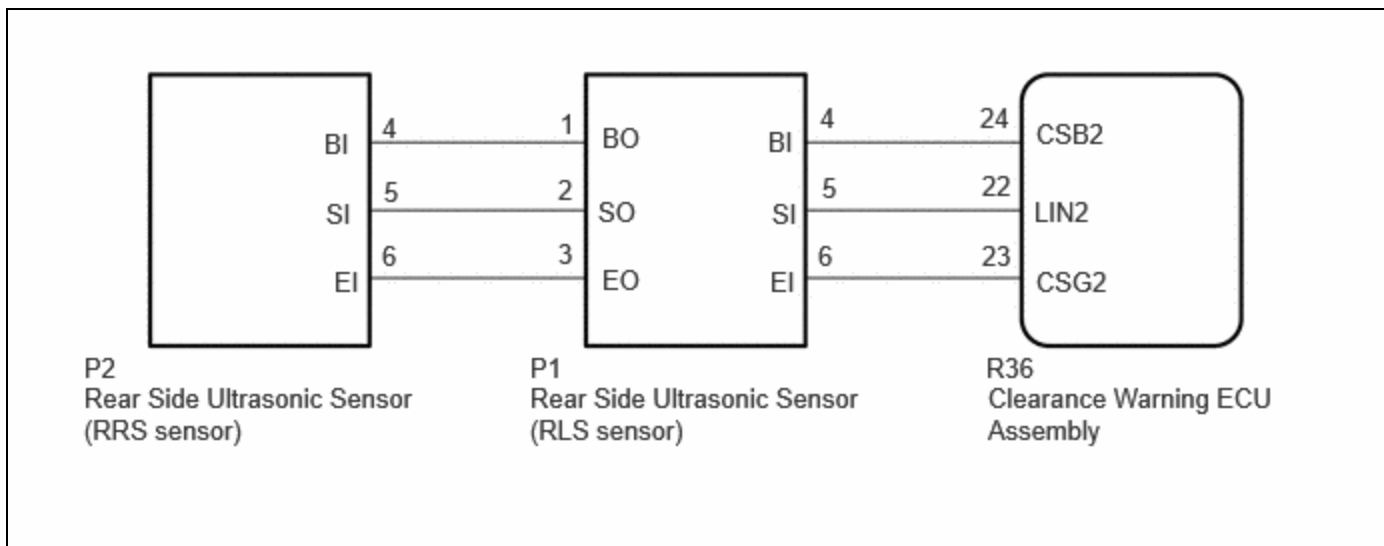 BI 4 1 BO BI 4 24 CSB2
SI 5 2 SO SI 5 22 LIN2
EI 6 3 EO EI 6 23 CSG2
P2 P1 R36
Rear Side Ultrasonic Sensor Rear Side Ultrasonic Sensor Clearance Warning ECU
(RRS sensor) (RLS sensor) Assembly